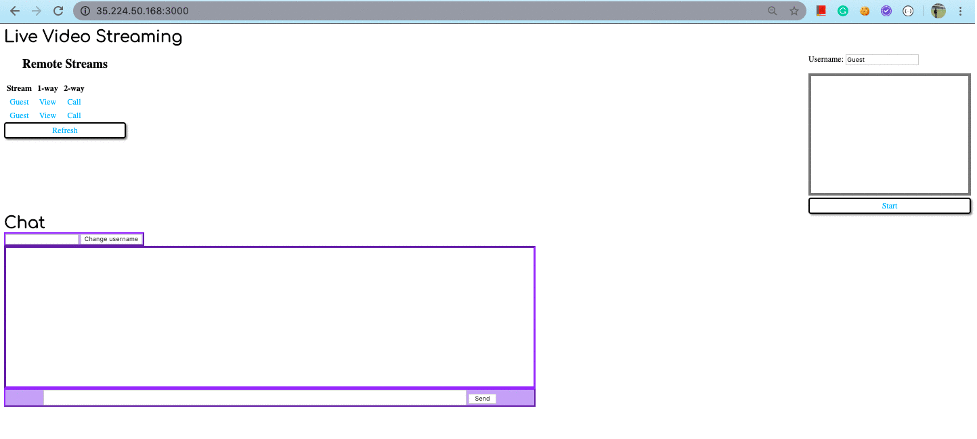 35.224.50.168:3000
Live Video Streaming
Remote Streams
Stream 1-way 2-way
Guest View Call
Guest View Call
Refresh
Username: Guest
Start
Chat
Change username
Send